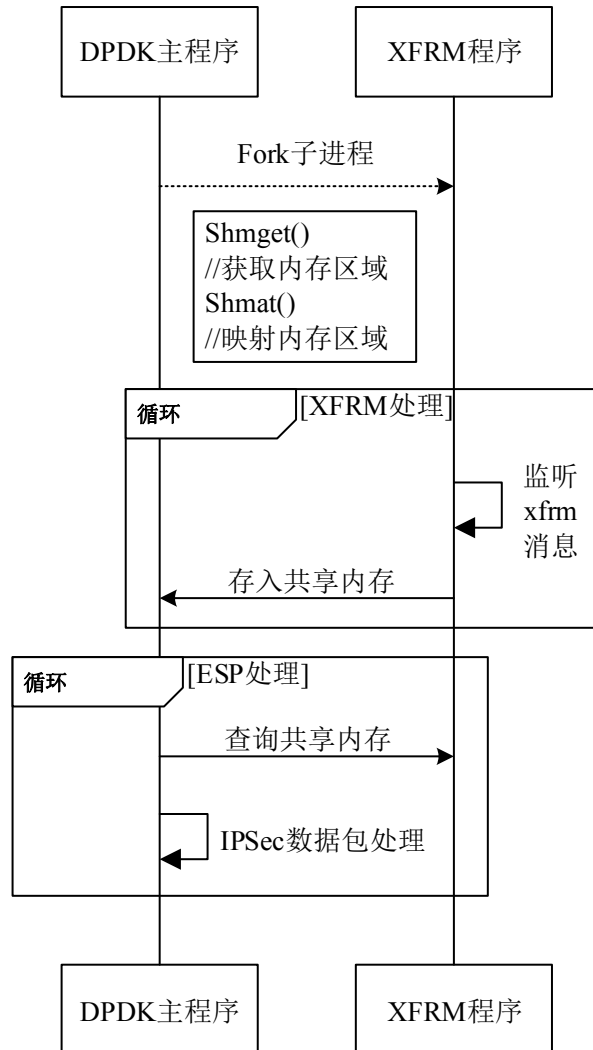 DPDK主程序
XFRM程序
Fork子进程
Shmget()
//获取内存区域
Shmat()
//映射内存区域
循环
[XFRM处理]
监听
xfrm
消息
存入共享内存
循环
[ESP处理]
查询共享内存
IPSec数据包处理
DPDK主程序
XFRM程序